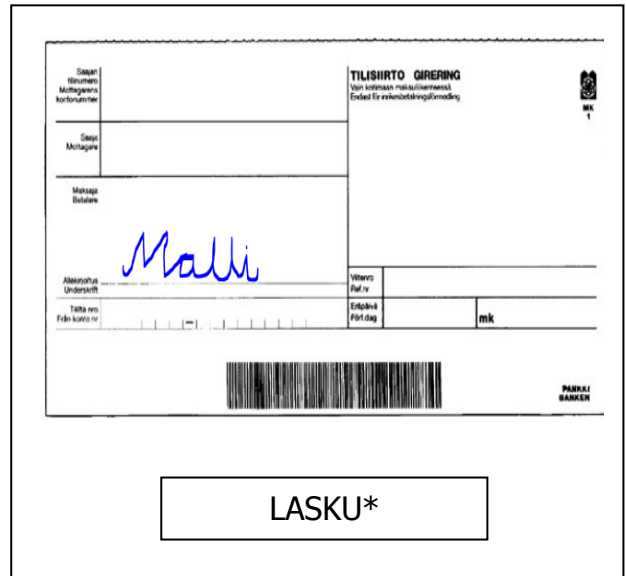 Saajan
tilinumero
Mottagarens
kontonummer
TILISIIRTO GIRERING
Vain kotimaan maksuliikenteessä
Endast för inrikesbetalningsförmedling
MK
1
Saaja
Mottagare
Maksaja
Betalare
Malli
Allekirjoitus
Underskrift
Viitenro
Ref.nr
Tililtä nro
Från konto nr
Eräpäivä
Förf.dag
mk
PANKKI
BANKEN
LASKU*